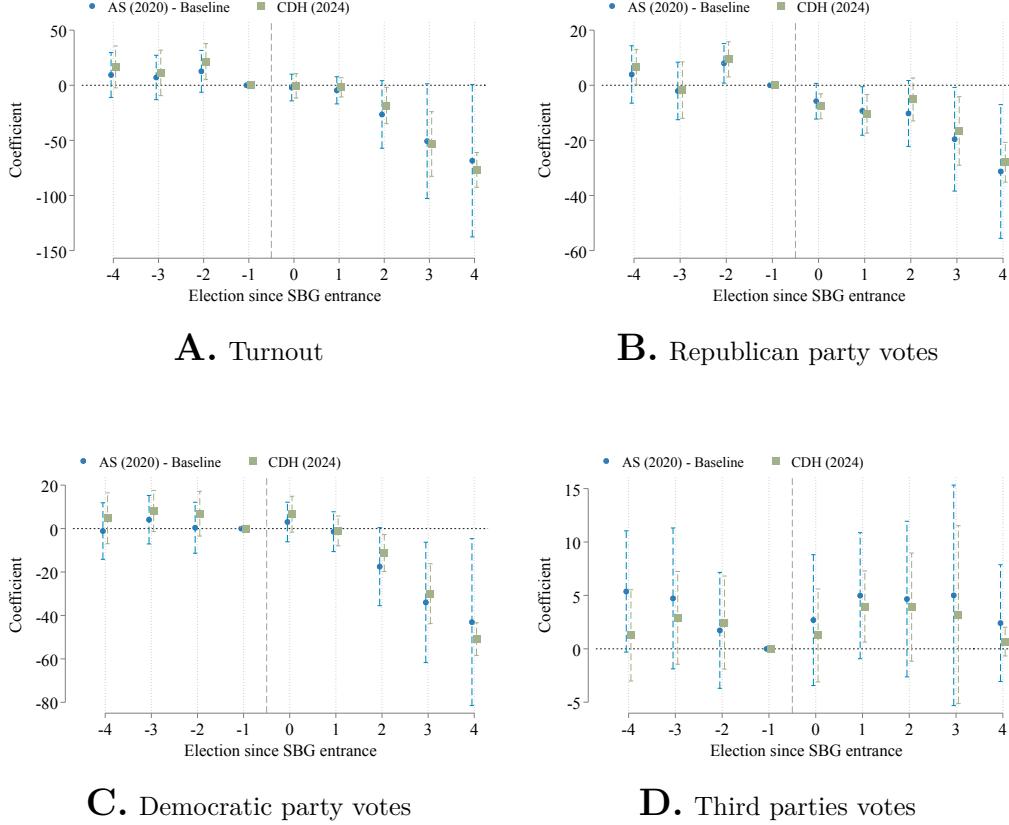 AS (2020) - Baseline CDH (2024)
50
0
-50
-100
-150
Coefficient
-4 -3 -2 -1 0 1 2 3 4
Election since SBG entrance
A. Turnout
AS (2020) - Baseline CDH (2024)
20
0
-20
-40
-60
Coefficient
-4 -3 -2 -1 0 1 2 3 4
Election since SBG entrance
B. Republican party votes
AS (2020) - Baseline CDH (2024)
20
0
-20
-40
-60
-80
Coefficient
-4 -3 -2 -1 0 1 2 3 4
Election since SBG entrance
C. Democratic party votes
AS (2020) - Baseline CDH (2024)
15
10
5
0
-5
Coefficient
-4 -3 -2 -1 0 1 2 3 4
Election since SBG entrance
D. Third parties votes